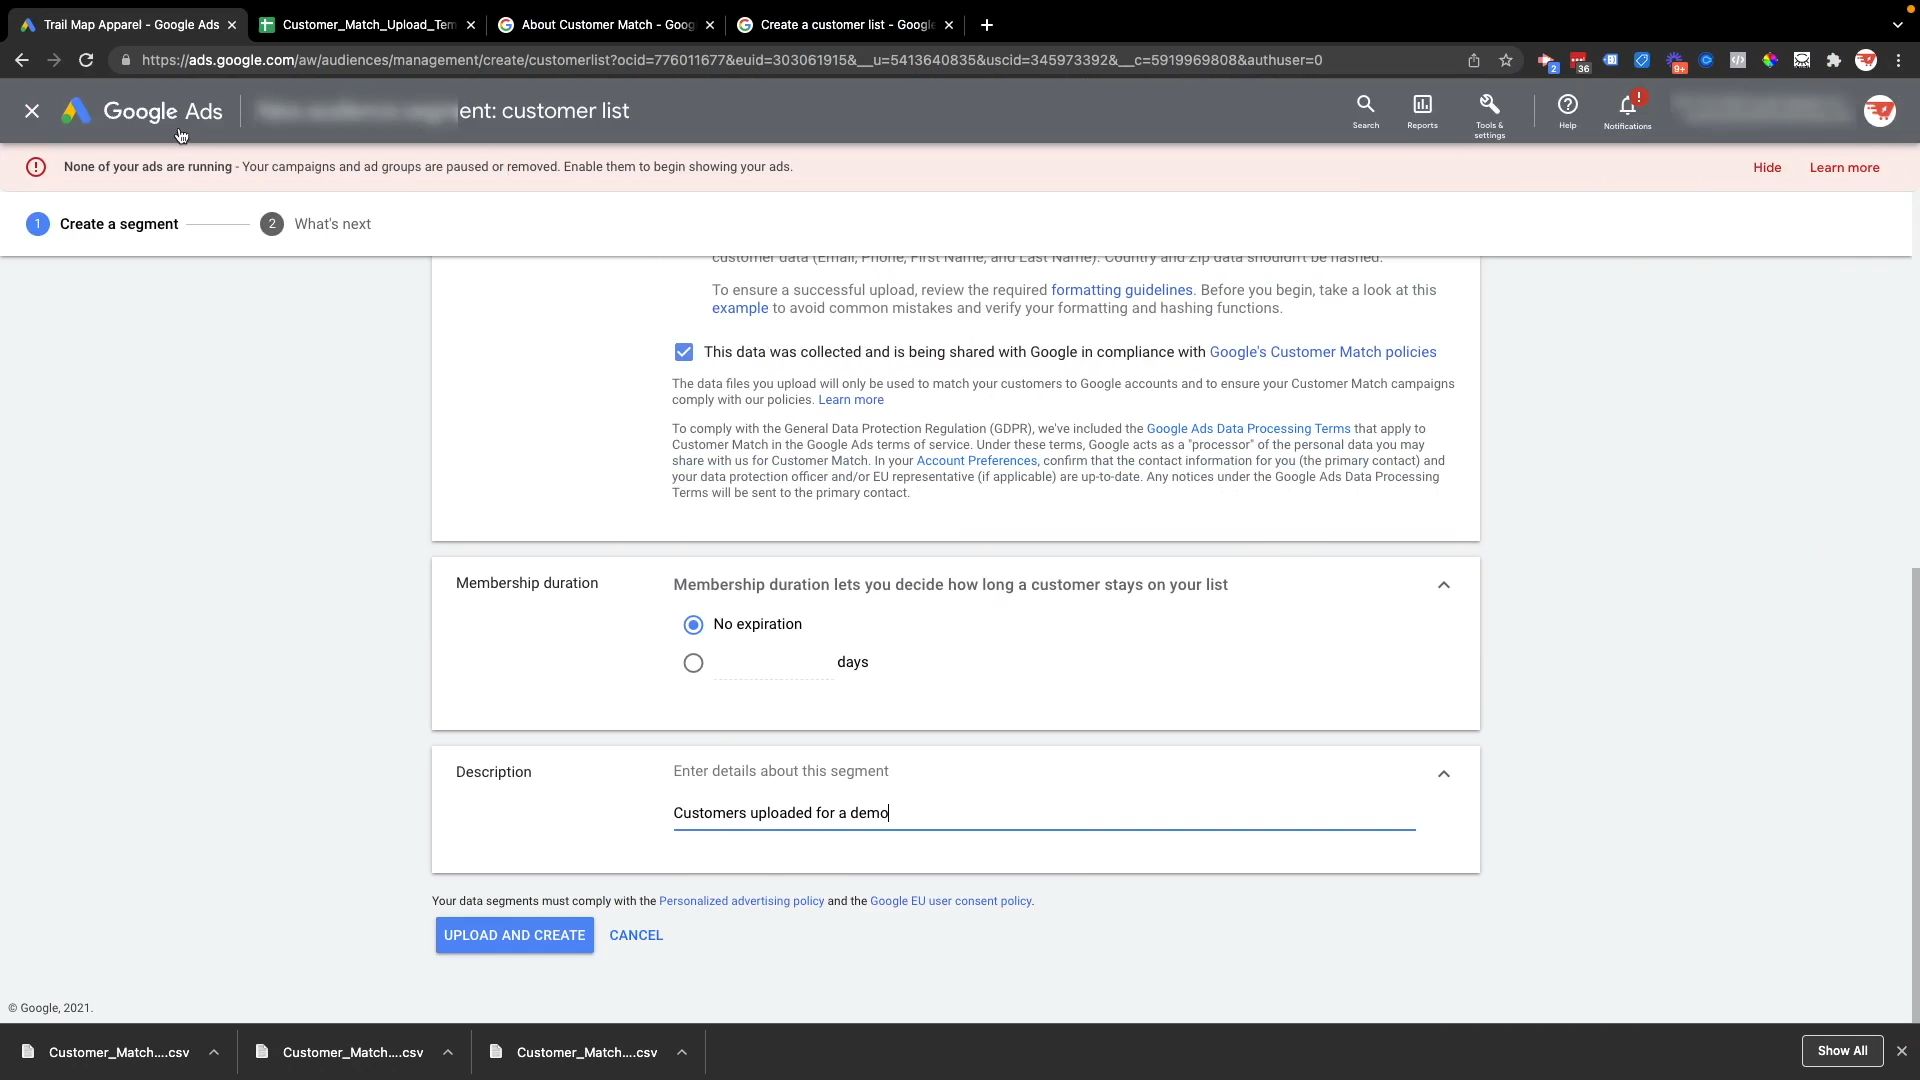 Trail Map Apparel - Google Ads
Customer_Match_Upload_Tem
About Customer Match - Goog
Create a customer list - Google
https://ads.google.com/aw/audiences/management/create/customerlist?ocid=776011677&euid=303061915&__u=5413640835&uscid=345973392&__c=5919969808&authuser=0
2
36
9+
Google Ads
ent: customer list
Search
Reports
Tools & settings
Help
Notifications
None of your ads are running - Your campaigns and ad groups are paused or removed. Enable them to begin showing your ads.
Hide
Learn more
1 Create a segment
2 What's next
customer data (Email, Phone, First Name, and Last Name). Country and Zip data shouldn't be hashed.
To ensure a successful upload, review the required formatting guidelines. Before you begin, take a look at this
example to avoid common mistakes and verify your formatting and hashing functions.
This data was collected and is being shared with Google in compliance with Google's Customer Match policies
The data files you upload will only be used to match your customers to Google accounts and to ensure your Customer Match campaigns
comply with our policies. Learn more
To comply with the General Data Protection Regulation (GDPR), we've included the Google Ads Data Processing Terms that apply to
Customer Match in the Google Ads terms of service. Under these terms, Google acts as a "processor" of the personal data you may
share with us for Customer Match. In your Account Preferences, confirm that the contact information for you (the primary contact) and
your data protection officer and/or EU representative (if applicable) are up-to-date. Any notices under the Google Ads Data Processing
Terms will be sent to the primary contact.
Membership duration
Membership duration lets you decide how long a customer stays on your list
No expiration
days
Description
Enter details about this segment
Customers uploaded for a demo
Your data segments must comply with the Personalized advertising policy and the Google EU user consent policy.
UPLOAD AND CREATE
CANCEL
© Google, 2021.
Customer_Match....csv
Customer_Match....csv
Customer_Match....csv
Show All